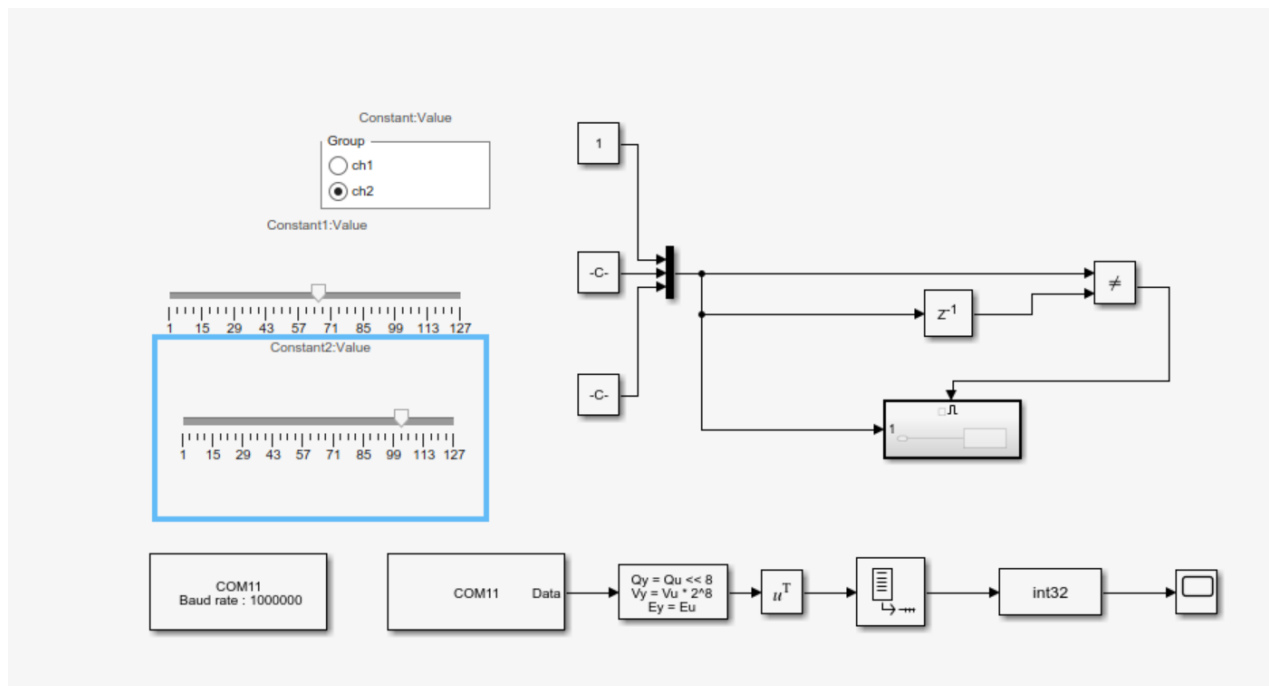 Constant:Value
Group
ch1
ch2
Constant1:Value
1 15 29 43 57 71 85 99 113 127
Constant2:Value
1 15 29 43 57 71 85 99 113 127
1
-C-
-C-
≠
Z-1
1
COM11
Baud rate : 1000000
COM11 Data
Qy = Qu << 8
Vy = Vu * 2^8
Ey = Eu
uT
int32